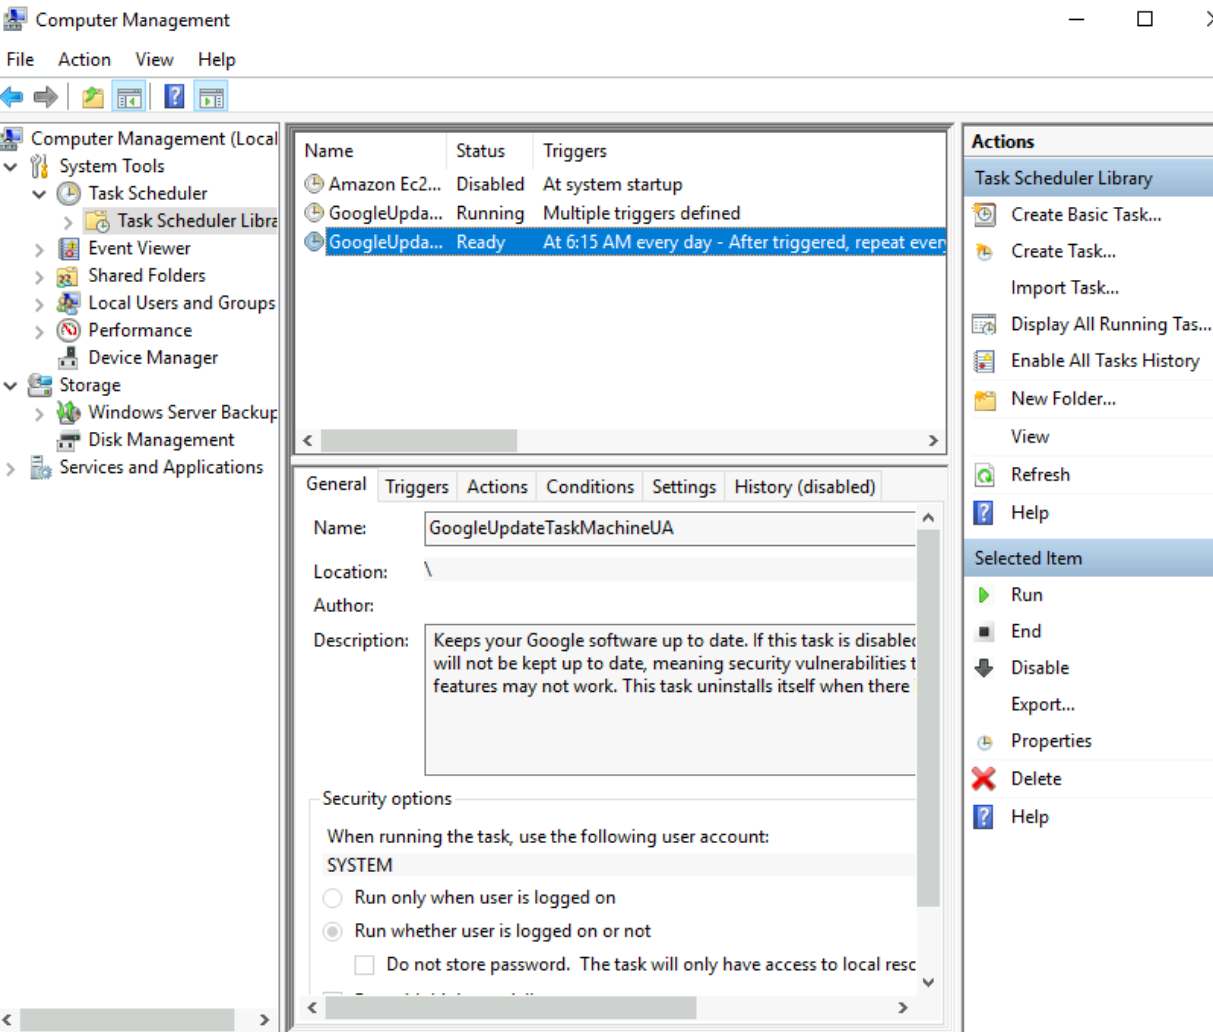 Computer Management
File Action View Help
Computer Management (Local
System Tools
Task Scheduler
Task Scheduler Libra
Event Viewer
Shared Folders
Local Users and Groups
Performance
Device Manager
Storage
Windows Server Backup
Disk Management
Services and Applications
Name Status Triggers
Amazon Ec2... Disabled At system startup
GoogleUpda... Running Multiple triggers defined
GoogleUpda... Ready At 6:15 AM every day - After triggered, repeat every
General Triggers Actions Conditions Settings History (disabled)
Name: GoogleUpdateTaskMachineUA
Location: \
Author:
Description: Keeps your Google software up to date. If this task is disabled
will not be kept up to date, meaning security vulnerabilities t
features may not work. This task uninstalls itself when there
Security options
When running the task, use the following user account:
SYSTEM
Run only when user is logged on
Run whether user is logged on or not
Do not store password. The task will only have access to local resc
Actions
Task Scheduler Library
Create Basic Task...
Create Task...
Import Task...
Display All Running Tas...
Enable All Tasks History
New Folder...
View
Refresh
Help
Selected Item
Run
End
Disable
Export...
Properties
Delete
Help